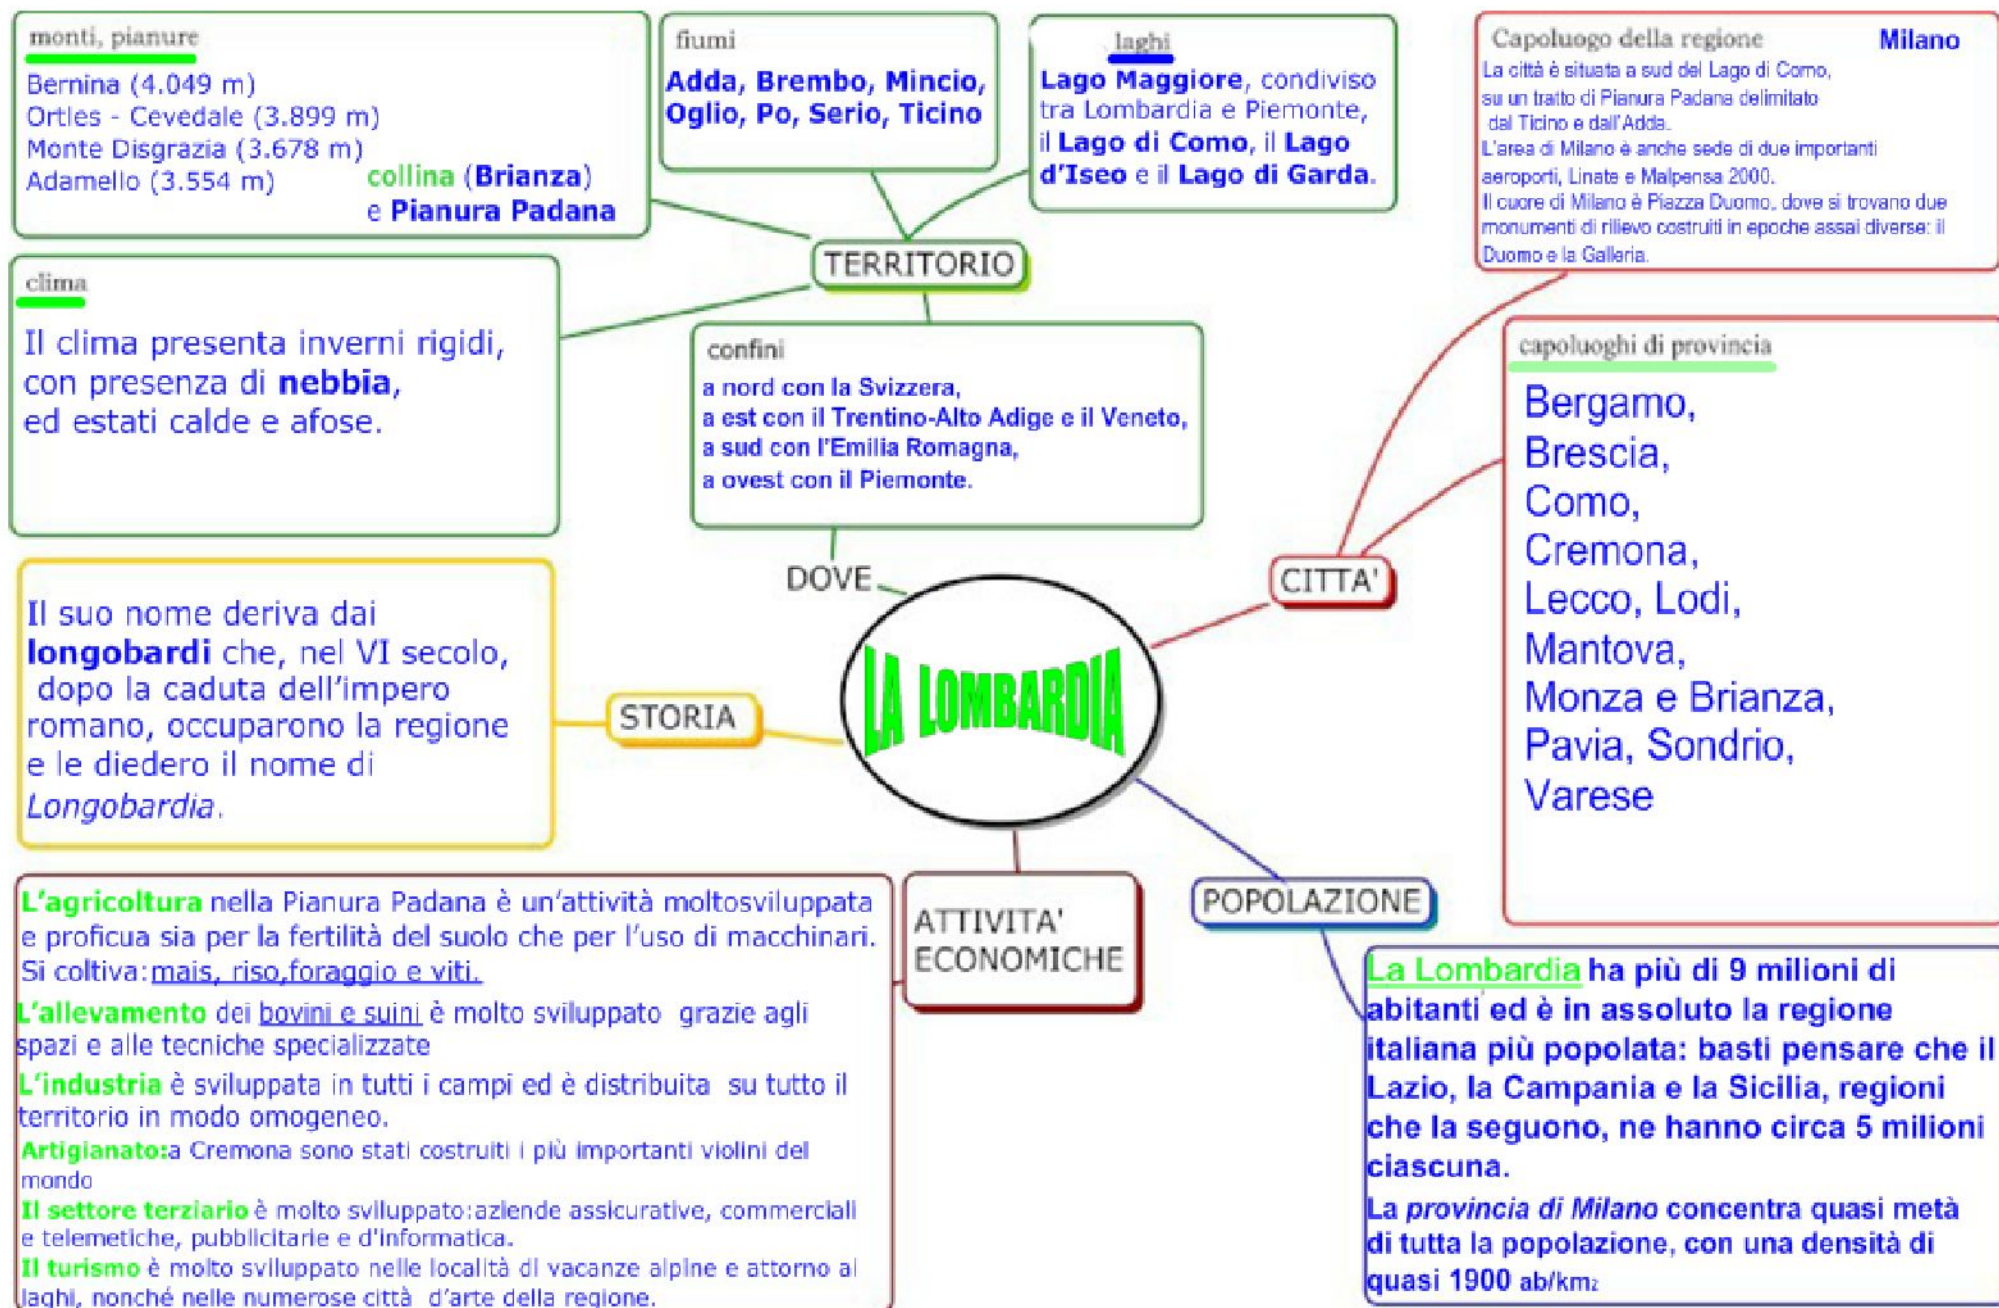 monti, pianure
Bernina (4.049 m)
Ortles - Cevedale (3.899 m)
Monte Disgrazia (3.678 m)
Adamello (3.554 m)
collina (Brianza)
e Pianura Padana
fiumi
Adda, Brembo, Mincio,
Oglio, Po, Serio, Ticino
laghi
Lago Maggiore, condiviso
tra Lombardia e Piemonte,
il Lago di Como, il Lago
d'Iseo e il Lago di Garda.
Capoluogo della regione Milano
La città è situata a sud del Lago di Como,
su un tratto di Pianura Padana delimitato
dal Ticino e dall'Adda.
L'area di Milano è anche sede di due importanti
aeroporti, Linate e Malpensa 2000.
Il cuore di Milano è Piazza Duomo, dove si trovano due
monumenti di rilievo costruiti in epoche assai diverse: il
Duomo e la Galleria.
TERRITORIO
clima
Il clima presenta inverni rigidi,
con presenza di nebbia,
ed estati calde e afose.
confini
a nord con la Svizzera,
a est con il Trentino-Alto Adige e il Veneto,
a sud con l'Emilia Romagna,
a ovest con il Piemonte.
capoluoghi di provincia
Bergamo,
Brescia,
Como,
Cremona,
Lecco, Lodi,
Mantova,
Monza e Brianza,
Pavia, Sondrio,
Varese
DOVE
CITTA'
Il suo nome deriva dai
longobardi che, nel VI secolo,
dopo la caduta dell'impero
romano, occuparono la regione
e le diedero il nome di
Longobardia.
STORIA
LA LOMBARDIA
ATTIVITA'
ECONOMICHE
POPOLAZIONE
L'agricoltura nella Pianura Padana è un'attività moltosviluppata
e proficua sia per la fertilità del suolo che per l'uso di macchinari.
Si coltiva: mais, riso,foraggio e viti.
L'allevamento dei bovini e suini è molto sviluppato grazie agli
spazi e alle tecniche specializzate
L'industria è sviluppata in tutti i campi ed è distribuita su tutto il
territorio in modo omogeneo.
Artigianato:a Cremona sono stati costruiti i più importanti violini del
mondo
Il settore terziario è molto sviluppato:aziende assicurative, commerciali
e telemetiche, pubblicitarie e d'informatica.
Il turismo è molto sviluppato nelle località di vacanze alpine e attorno ai
laghi, nonché nelle numerose città d'arte della regione.
La Lombardia ha più di 9 milioni di
abitanti ed è in assoluto la regione
italiana più popolata: basti pensare che il
Lazio, la Campania e la Sicilia, regioni
che la seguono, ne hanno circa 5 milioni
ciascuna.
La provincia di Milano concentra quasi metà
di tutta la popolazione, con una densità di
quasi 1900 ab/km2